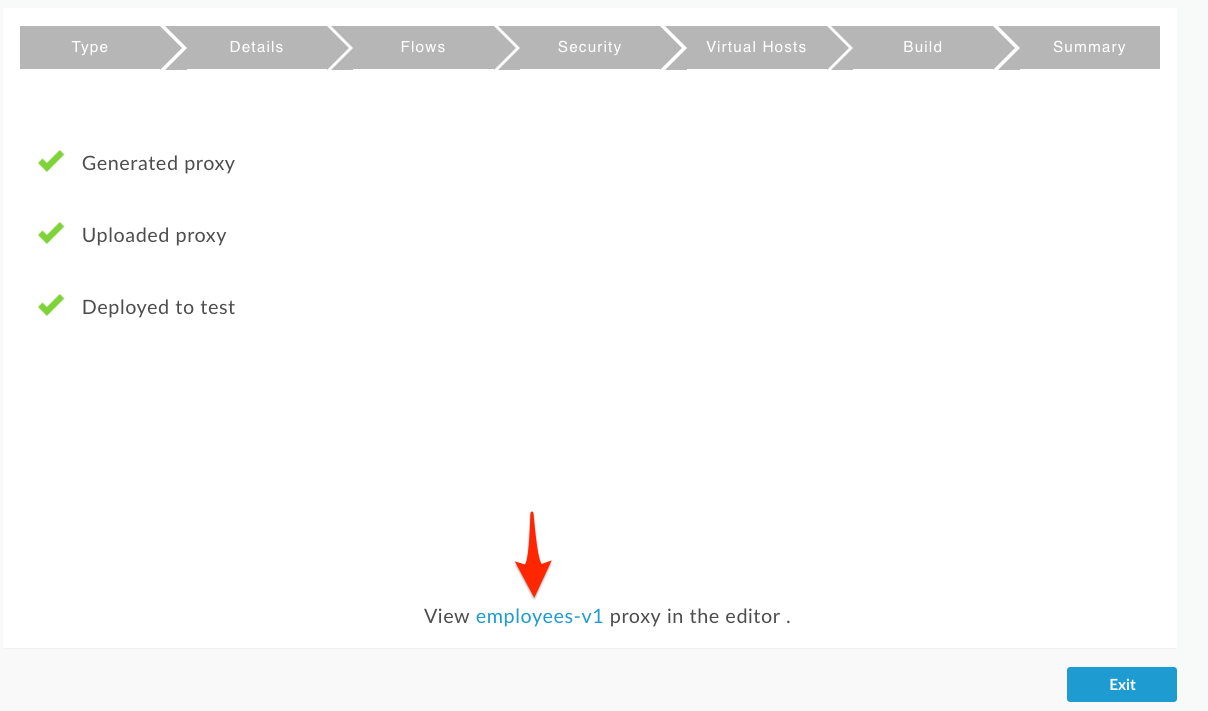 Type Details Flows Security Virtual Hosts Build Summary
Generated proxy
Uploaded proxy
Deployed to test
View employees-v1 proxy in the editor .
Exit